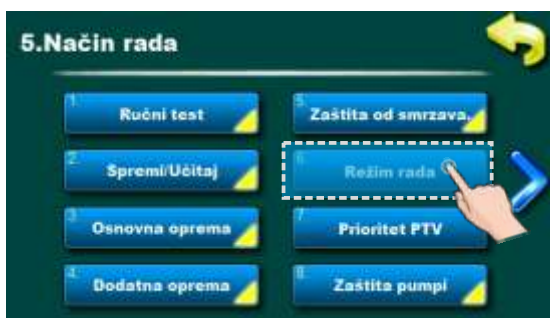 5.Način rada
1.
Ručni test
2.
Spremi/Učitaj
3.
Osnovna oprema
4.
Dodatna oprema
5.
Zaštita od smrzava.
6.
Režim rada
7.
Prioritet PTV
8.
Zaštita pumpi